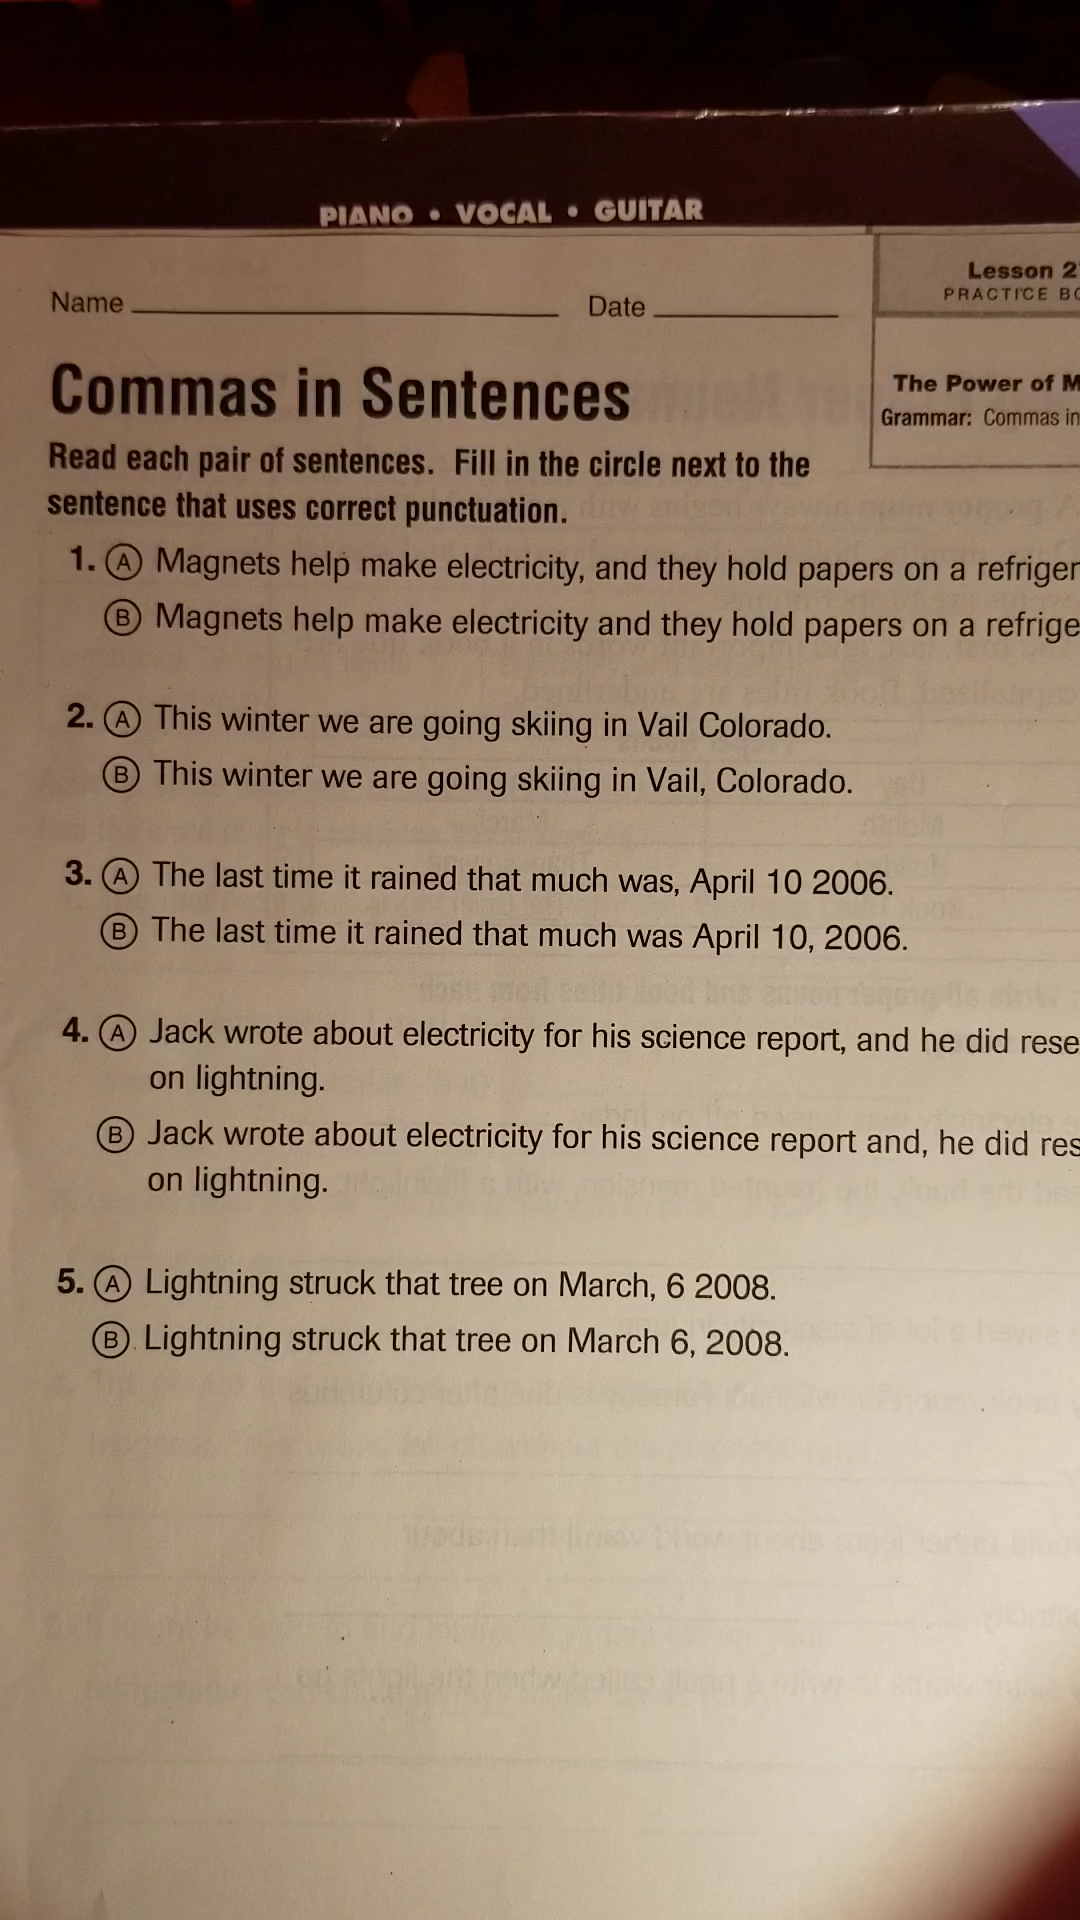 PIANO • VOCAL • GUITAR
Name Date
Lesson 2
PRACTICE BO
Commas in Sentences
The Power of M
Grammar: Commas in
Read each pair of sentences. Fill in the circle next to the
sentence that uses correct punctuation.
1. A Magnets help make electricity, and they hold papers on a refriger
B Magnets help make electricity and they hold papers on a refrige
2. A This winter we are going skiing in Vail Colorado.
B This winter we are going skiing in Vail, Colorado.
3. A The last time it rained that much was, April 10 2006.
B The last time it rained that much was April 10, 2006.
4. A Jack wrote about electricity for his science report, and he did rese
on lightning.
B Jack wrote about electricity for his science report and, he did res
on lightning.
5. A Lightning struck that tree on March, 6 2008.
B Lightning struck that tree on March 6, 2008.